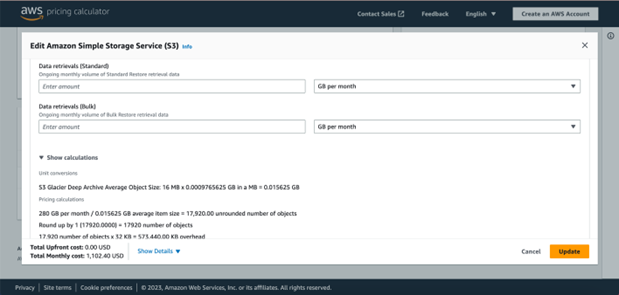 aws pricing calculator
Contact Sales
Feedback
English
Create an AWS Account
Edit Amazon Simple Storage Service (S3) Info
Data retrievals (Standard)
Ongoing monthly volume of Standard Restore retrieval data
Enter amount
GB per month
Data retrievals (Bulk)
Ongoing monthly volume of Bulk Restore retrieval data
Enter amount
GB per month
Show calculations
Unit conversions
S3 Glacier Deep Archive Average Object Size: 16 MB x 0.0009765625 GB in a MB = 0.015625 GB
Pricing calculations
280 GB per month / 0.015625 GB average item size = 17,920.00 unrounded number of objects
Round up by 1 (17920.0000) = 17920 number of objects
17,920 number of objects x 32 KB = 573,440.00 KB overhead
Total Upfront cost: 0.00 USD
Total Monthly cost: 1,102.40 USD
Show Details
Cancel
Update
Privacy | Site terms | Cookie preferences | © 2023, Amazon Web Services, Inc. or its affiliates. All rights reserved.